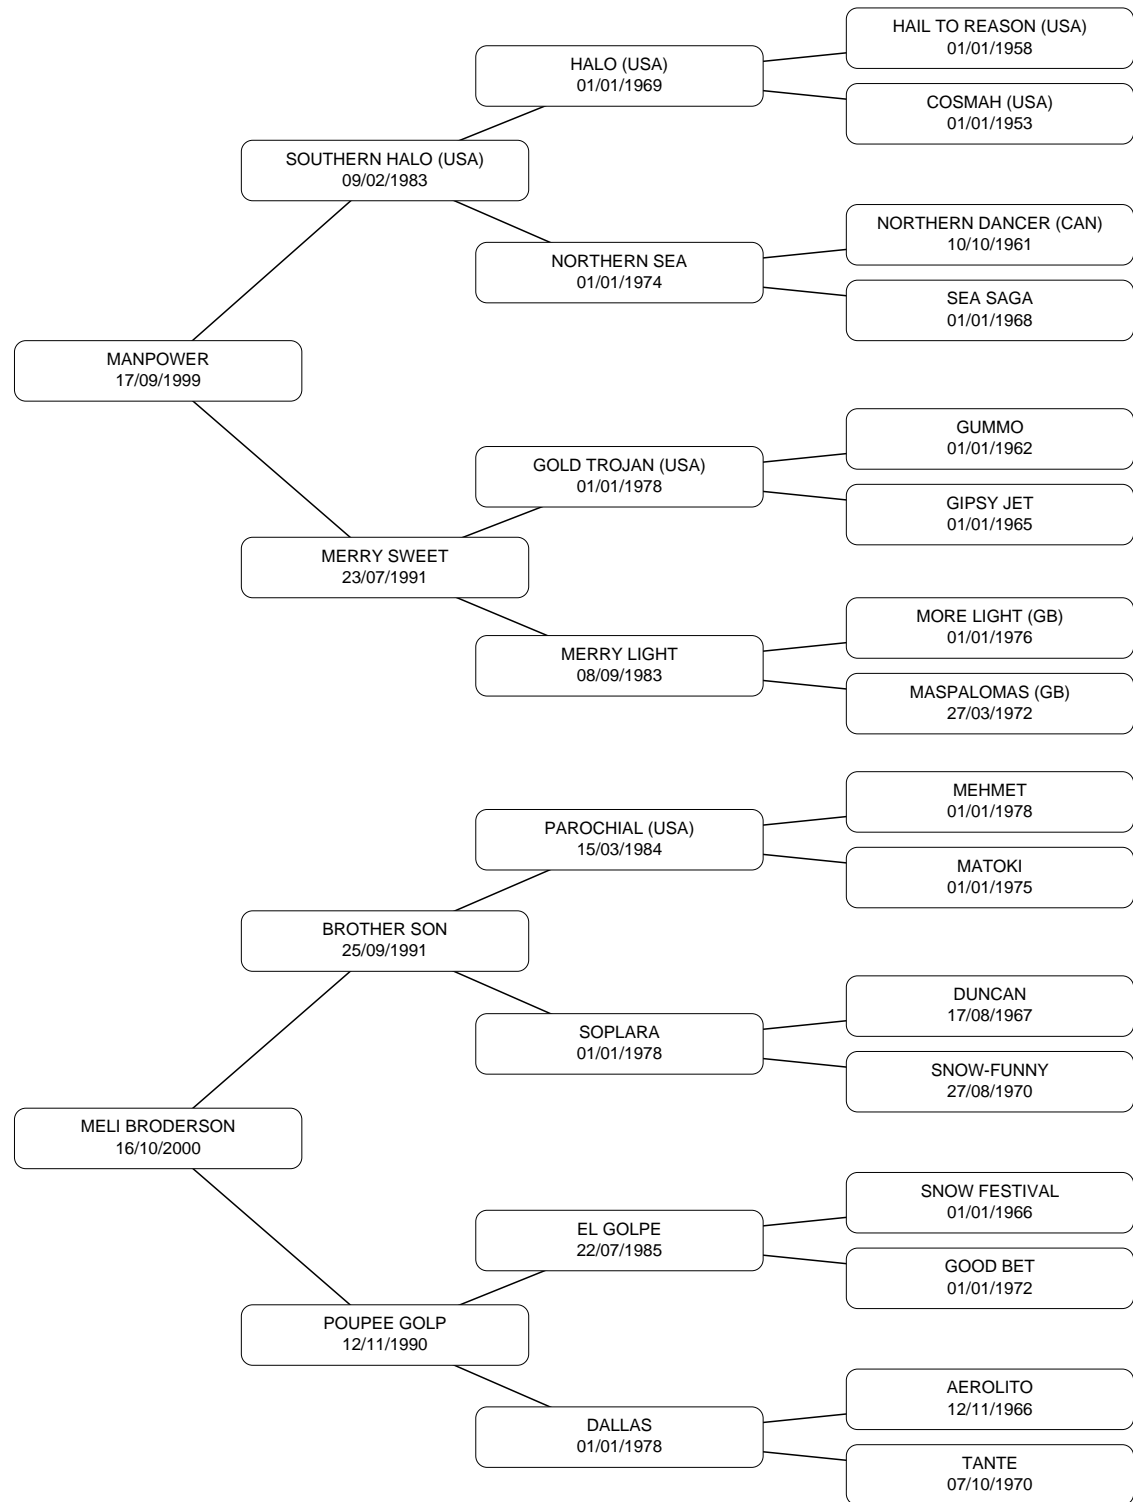 HAIL TO REASON (USA)
01/01/1958
HALO (USA)
01/01/1969
COSMAH (USA)
01/01/1953
SOUTHERN HALO (USA)
09/02/1983
NORTHERN DANCER (CAN)
10/10/1961
NORTHERN SEA
01/01/1974
SEA SAGA
01/01/1968
MANPOWER
17/09/1999
GUMMO
01/01/1962
GOLD TROJAN (USA)
01/01/1978
GIPSY JET
01/01/1965
MERRY SWEET
23/07/1991
MORE LIGHT (GB)
01/01/1976
MERRY LIGHT
08/09/1983
MASPALOMAS (GB)
27/03/1972
MEHMET
01/01/1978
PAROCHIAL (USA)
15/03/1984
MATOKI
01/01/1975
BROTHER SON
25/09/1991
DUNCAN
17/08/1967
SOPLARA
01/01/1978
SNOW-FUNNY
27/08/1970
MELI BRODERSON
16/10/2000
SNOW FESTIVAL
01/01/1966
EL GOLPE
22/07/1985
GOOD BET
01/01/1972
POUPEE GOLP
12/11/1990
AEROLITO
12/11/1966
DALLAS
01/01/1978
TANTE
07/10/1970